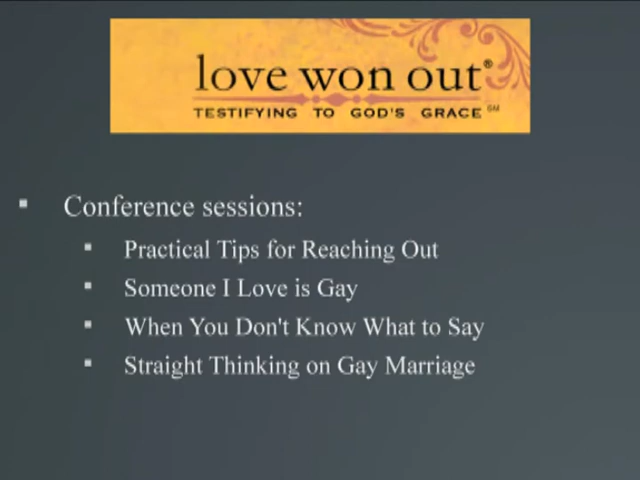 love won out®
TESTIFYING TO GOD'S GRACE℠
▪ Conference sessions:
▪ Practical Tips for Reaching Out
▪ Someone I Love is Gay
▪ When You Don't Know What to Say
▪ Straight Thinking on Gay Marriage